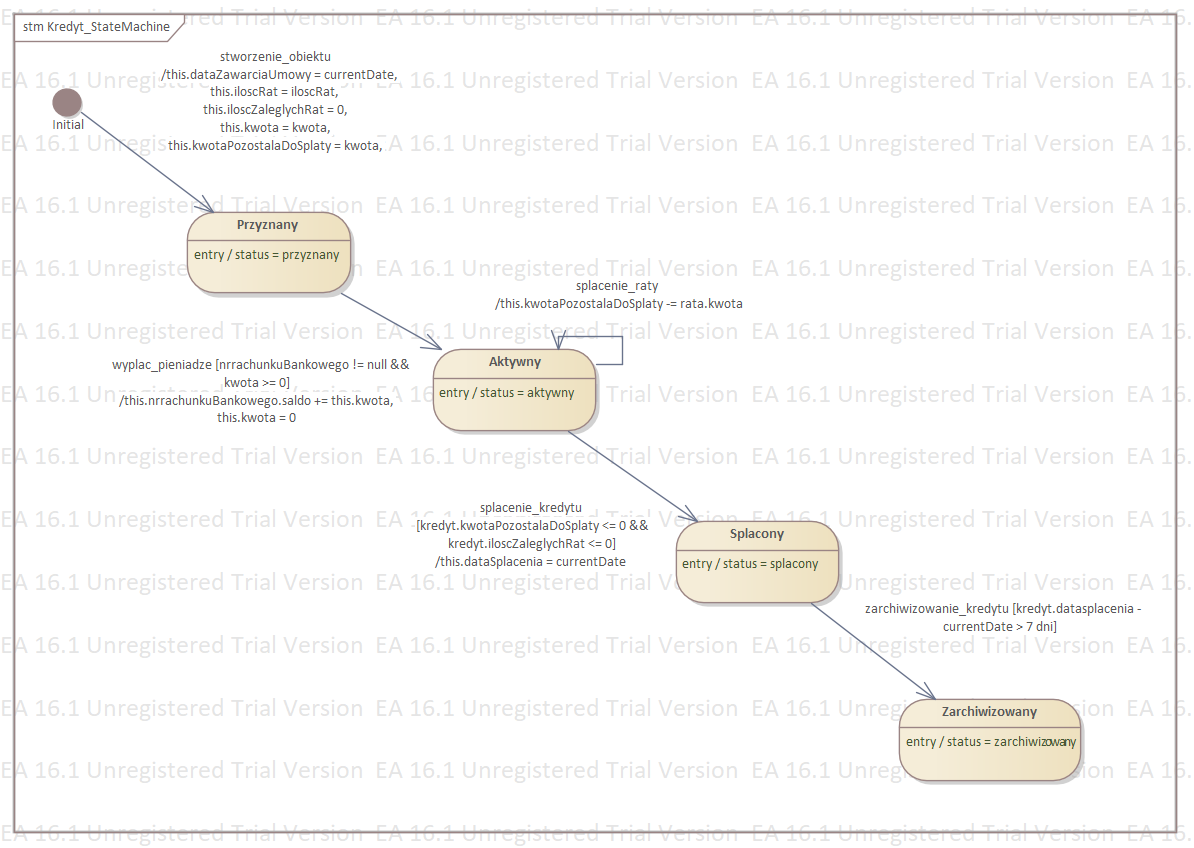 stm Kredyt_StateMachine
stworzenie_obiektu
/this.dataZawarciaUmowy = currentDate,
this.iloscRat = iloscRat,
this.iloscZaleglychRat = 0,
this.kwota = kwota,
this.kwotaPozostalaDoSplaty = kwota,
Initial
Przyznany
entry / status = przyznany
splacenie_raty
/this.kwotaPozostalaDoSplaty -= rata.kwota
wyplac_pieniadze [nrrachunkuBankowego != null &&
kwota >= 0]
/this.nrrachunkuBankowego.saldo += this.kwota,
this.kwota = 0
Aktywny
entry / status = aktywny
splacenie_kredytu
[kredyt.kwotaPozostalaDoSplaty <= 0 &&
kredyt.iloscZaleglychRat <= 0]
/this.dataSplacenia = currentDate
Splacony
entry / status = splacony
zarchiwizowanie_kredytu [kredyt.datasplacenia -
currentDate > 7 dni]
Zarchiwizowany
entry / status = zarchiwizowany
EA 16.1 Unregistered Trial Version EA 16.1 Unregistered Trial Version EA 16.1 Unregistered Trial Version EA 16.